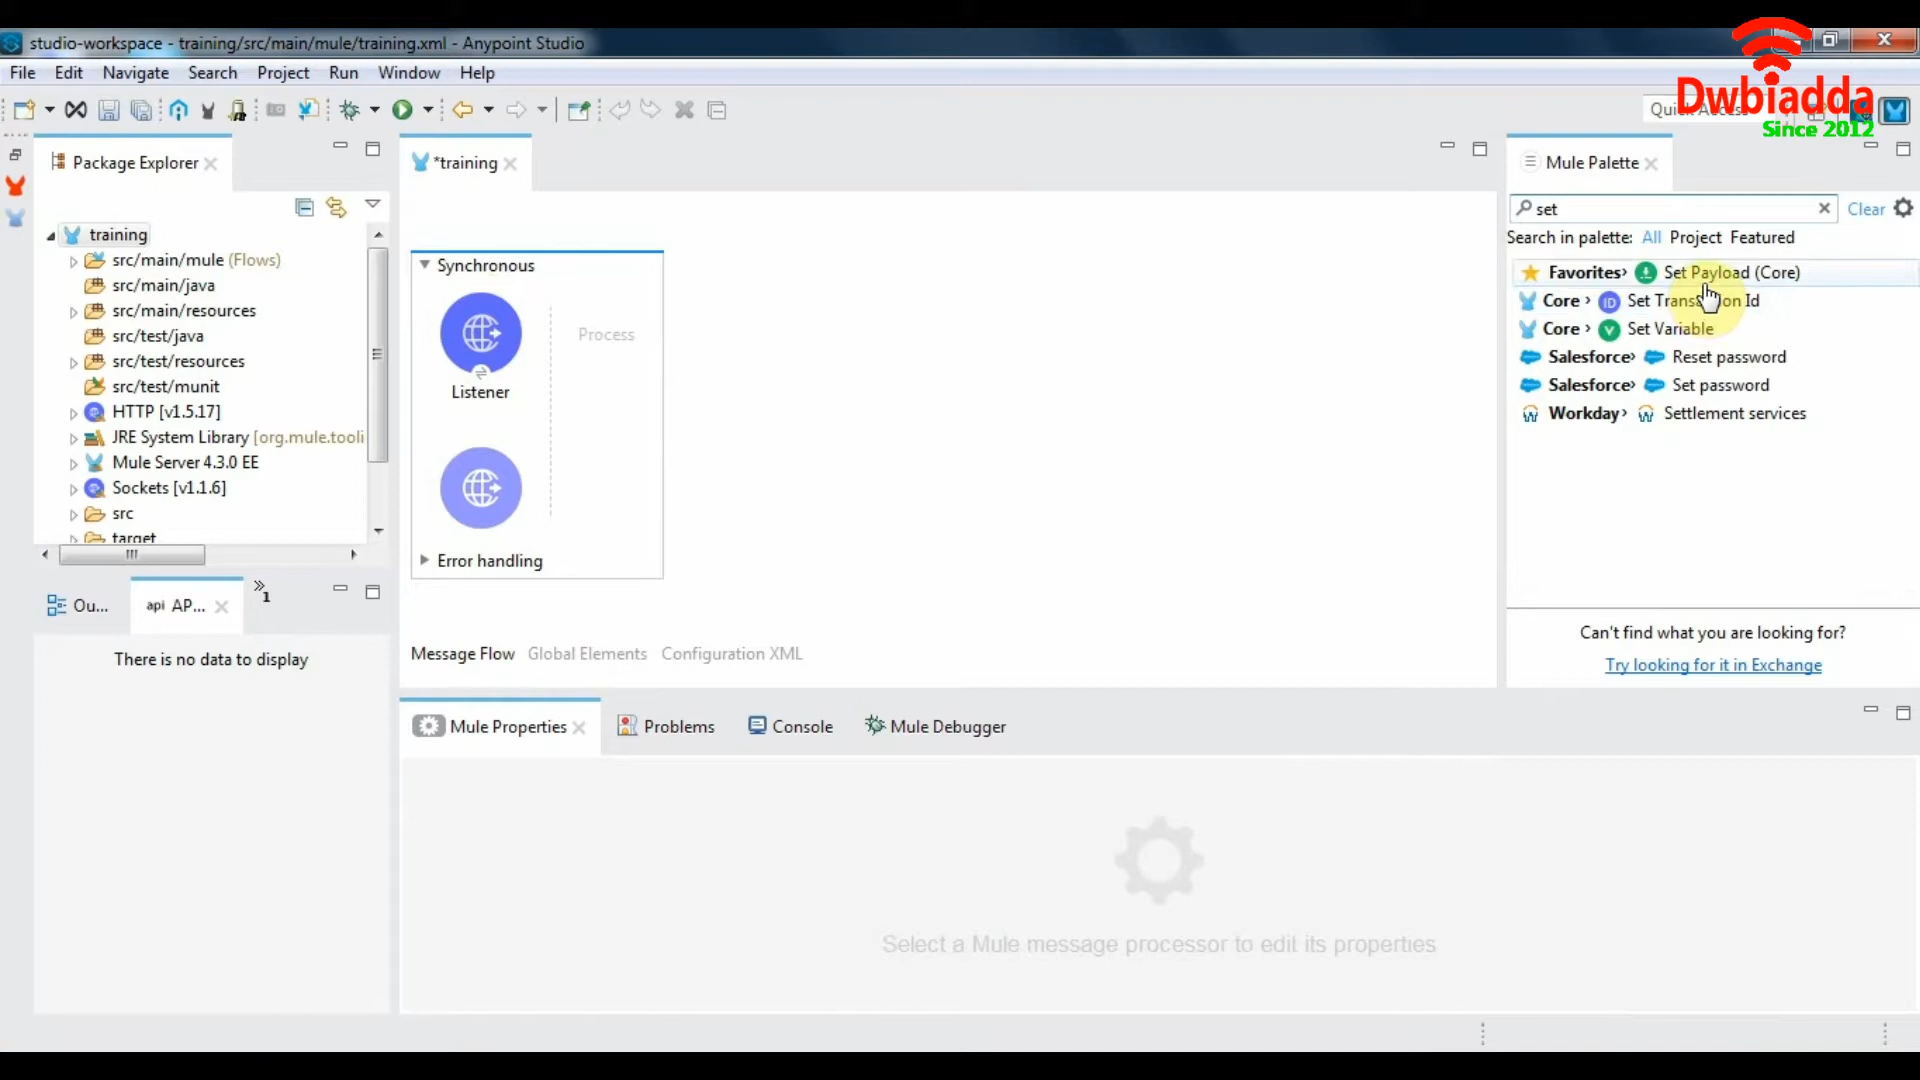 studio-workspace - training/src/main/mule/training.xml - Anypoint Studio
File Edit Navigate Search Project Run Window Help
Dwbiadda
Since 2012
Package Explorer
*training
Mule Palette
set
Clear
Search in palette: All Project Featured
training
src/main/mule (Flows)
src/main/java
src/main/resources
src/test/java
src/test/resources
src/test/munit
HTTP [v1.5.17]
JRE System Library [org.mule.tooli
Mule Server 4.3.0 EE
Sockets [v1.1.6]
src
target
Synchronous
Process
Listener
Error handling
Favorites› Set Payload (Core)
Core › ID
Core › V Set Variable
Salesforce› Reset password
Salesforce› Set password
Workday› Settlement services
Can't find what you are looking for?
Try looking for it in Exchange
Message Flow Global Elements Configuration XML
Ou... api AP... »1
There is no data to display
Mule Properties Problems Console Mule Debugger
Select a Mule message processor to edit its properties